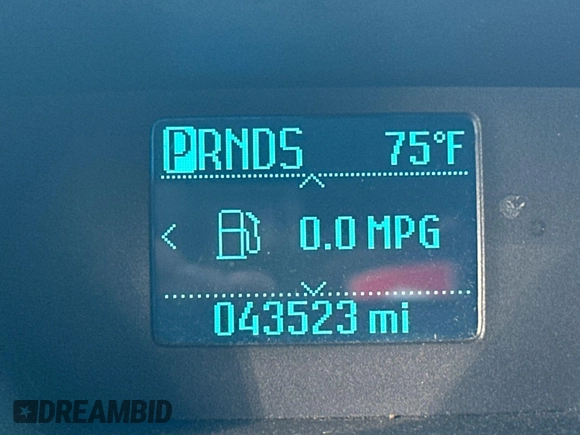 PRNDS 75°F
0.0 MPG
043523 mi
DREAMBID